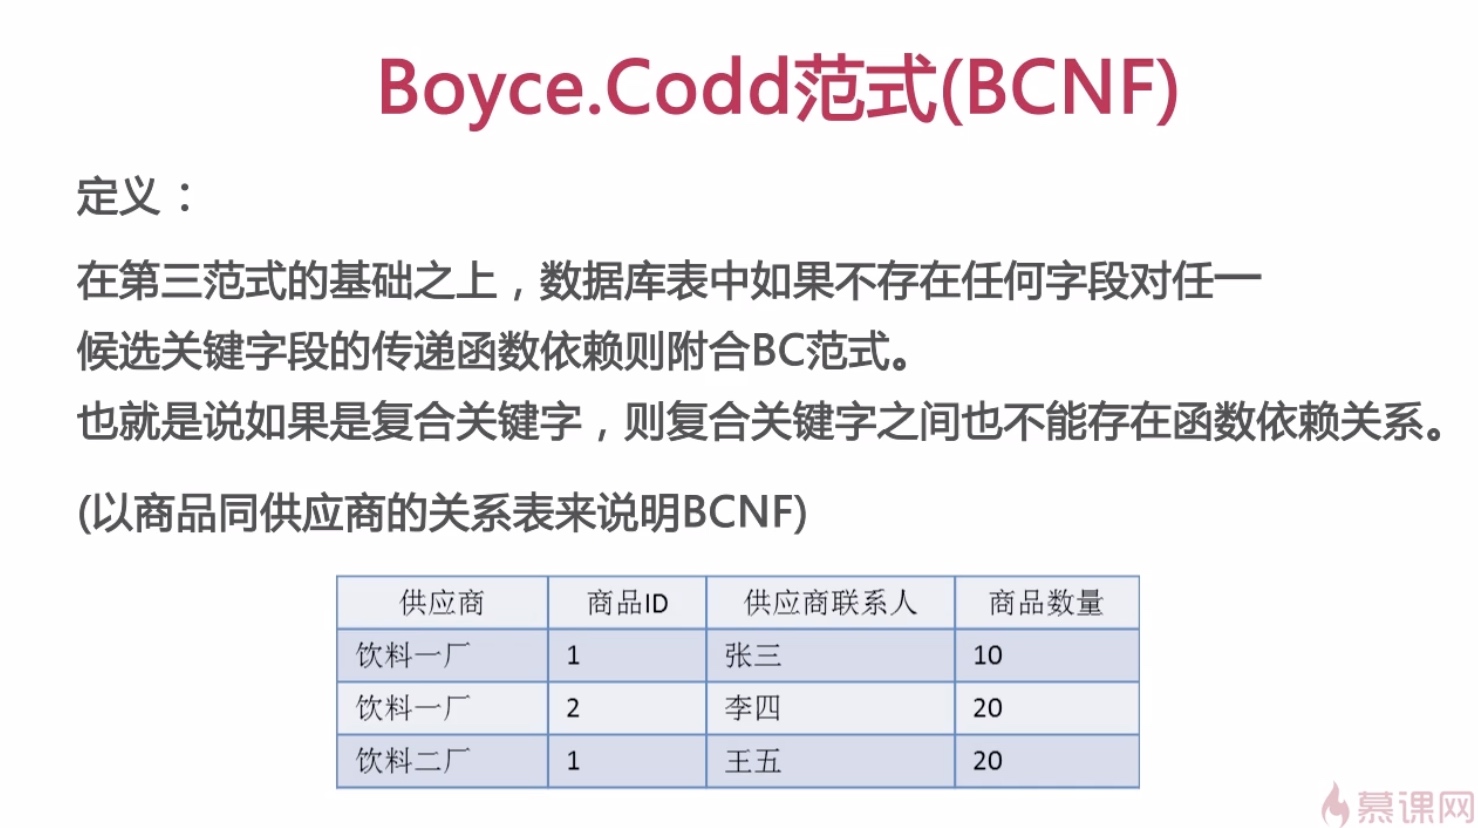 Boyce.Codd范式(BCNF)
定义：
在第三范式的基础之上，数据库表中如果不存在任何字段对任一
候选关键字段的传递函数依赖则附合BC范式。
也就是说如果是复合关键字，则复合关键字之间也不能存在函数依赖关系。
(以商品同供应商的关系表来说明BCNF)
供应商 商品ID 供应商联系人 商品数量
饮料一厂 1 张三 10
饮料一厂 2 李四 20
饮料二厂 1 王五 20
慕课网